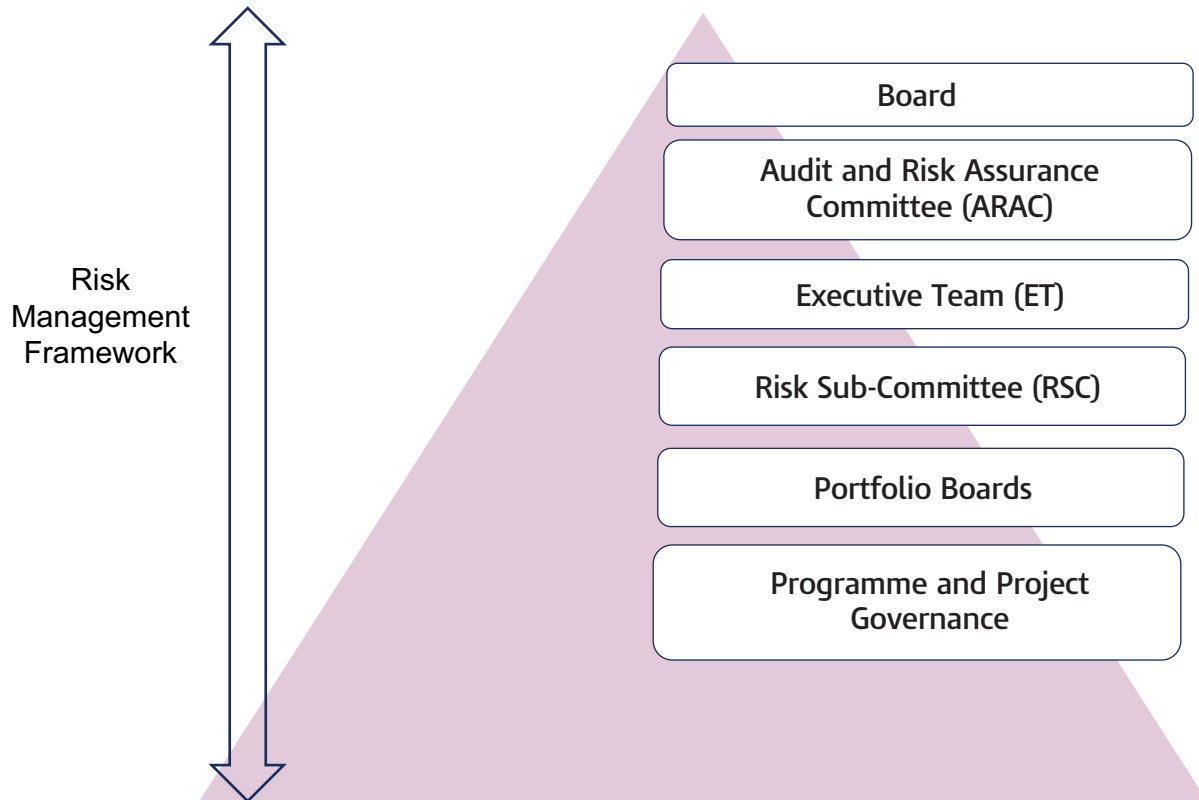 Board
Audit and Risk Assurance
Committee (ARAC)
Risk
Management
Framework
Executive Team (ET)
Risk Sub-Committee (RSC)
Portfolio Boards
Programme and Project
Governance